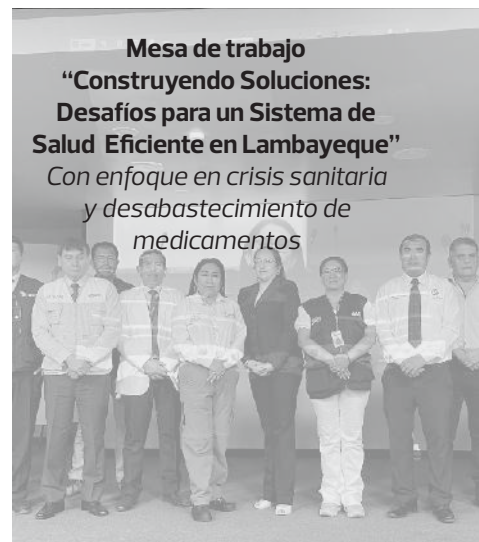 Mesa de trabajo
“Construyendo Soluciones:
Desafíos para un Sistema de
Salud Eficiente en Lambayeque”
Con enfoque en crisis sanitaria
y desabastecimiento de
medicamentos